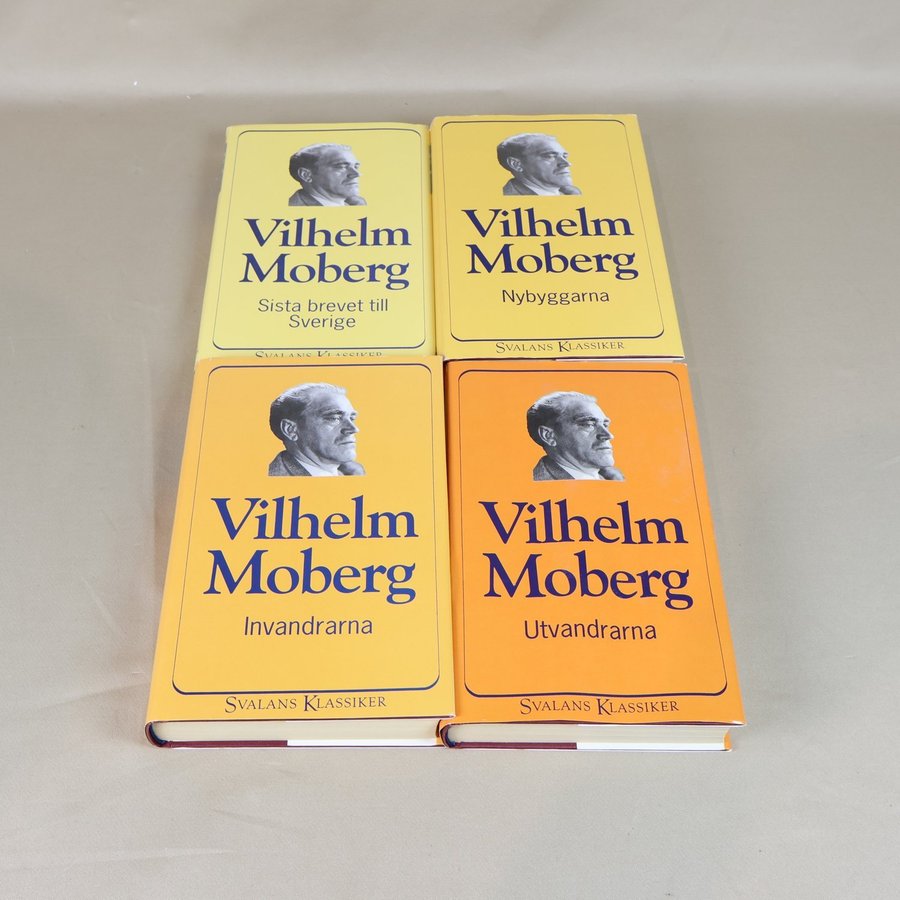 Vilhelm
Moberg
Sista brevet till
Sverige
SVALANS KLASSIKER
Vilhelm
Moberg
Nybyggarna
SVALANS KLASSIKER
Vilhelm
Moberg
Invandrarna
SVALANS KLASSIKER
Vilhelm
Moberg
Utvandrarna
SVALANS KLASSIKER